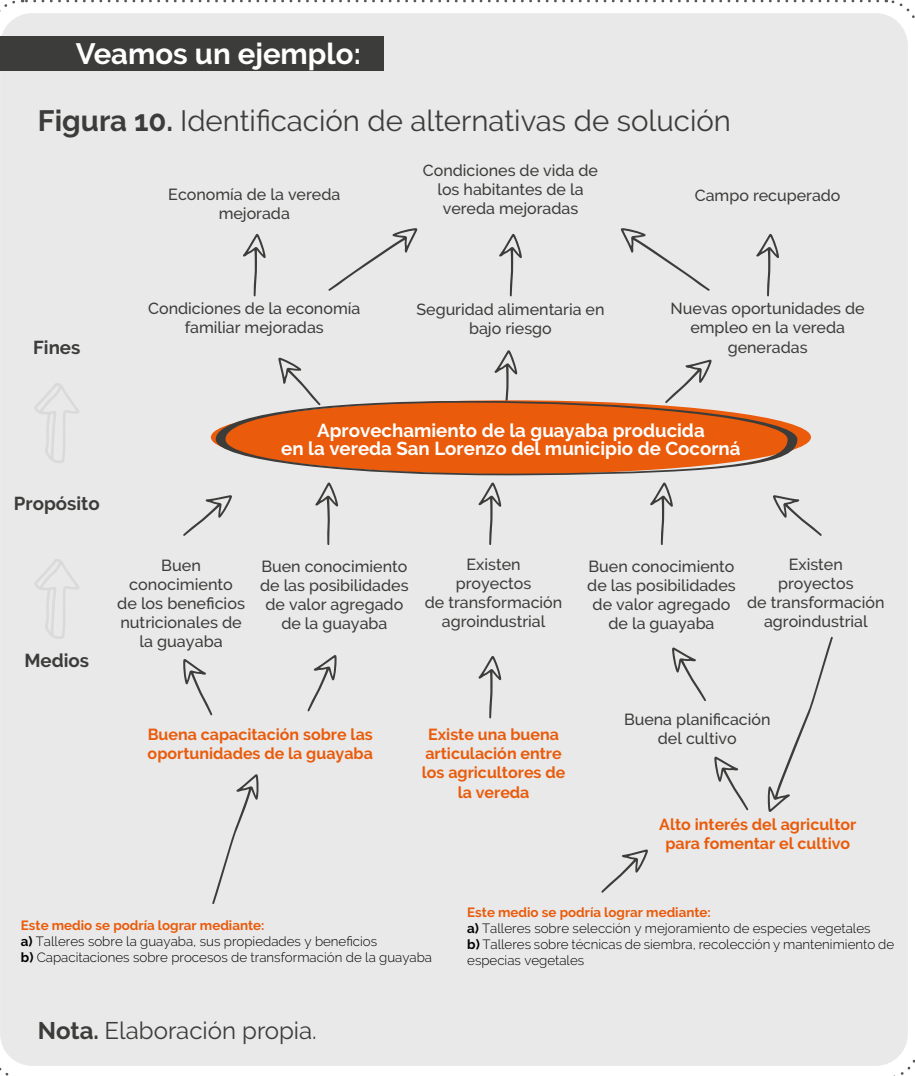 Veamos un ejemplo:
Figura 10. Identificación de alternativas de solución
Economía de la vereda
mejorada
Condiciones de vida de
los habitantes de la
vereda mejoradas
Campo recuperado
Condiciones de la economía
familiar mejoradas
Seguridad alimentaria en
bajo riesgo
Nuevas oportunidades de
empleo en la vereda
generadas
Fines
Aprovechamiento de la guayaba producida
en la vereda San Lorenzo del municipio de Cocorná
Propósito
Buen
conocimiento
de los beneficios
nutricionales de
la guayaba
Buen conocimiento
de las posibilidades
de valor agregado
de la guayaba
Existen
proyectos
de transformación
agroindustrial
Buen conocimiento
de las posibilidades
de valor agregado
de la guayaba
Existen
proyectos
de transformación
agroindustrial
Medios
Buena capacitación sobre las
oportunidades de la guayaba
Existe una buena
articulación entre
los agricultores de
la vereda
Buena planificación
del cultivo
Alto interés del agricultor
para fomentar el cultivo
Este medio se podría lograr mediante:
a) Talleres sobre la guayaba, sus propiedades y beneficios
b) Capacitaciones sobre procesos de transformación de la guayaba
Este medio se podría lograr mediante:
a) Talleres sobre selección y mejoramiento de especies vegetales
b) Talleres sobre técnicas de siembra, recolección y mantenimiento de
especias vegetales
Nota. Elaboración propia.